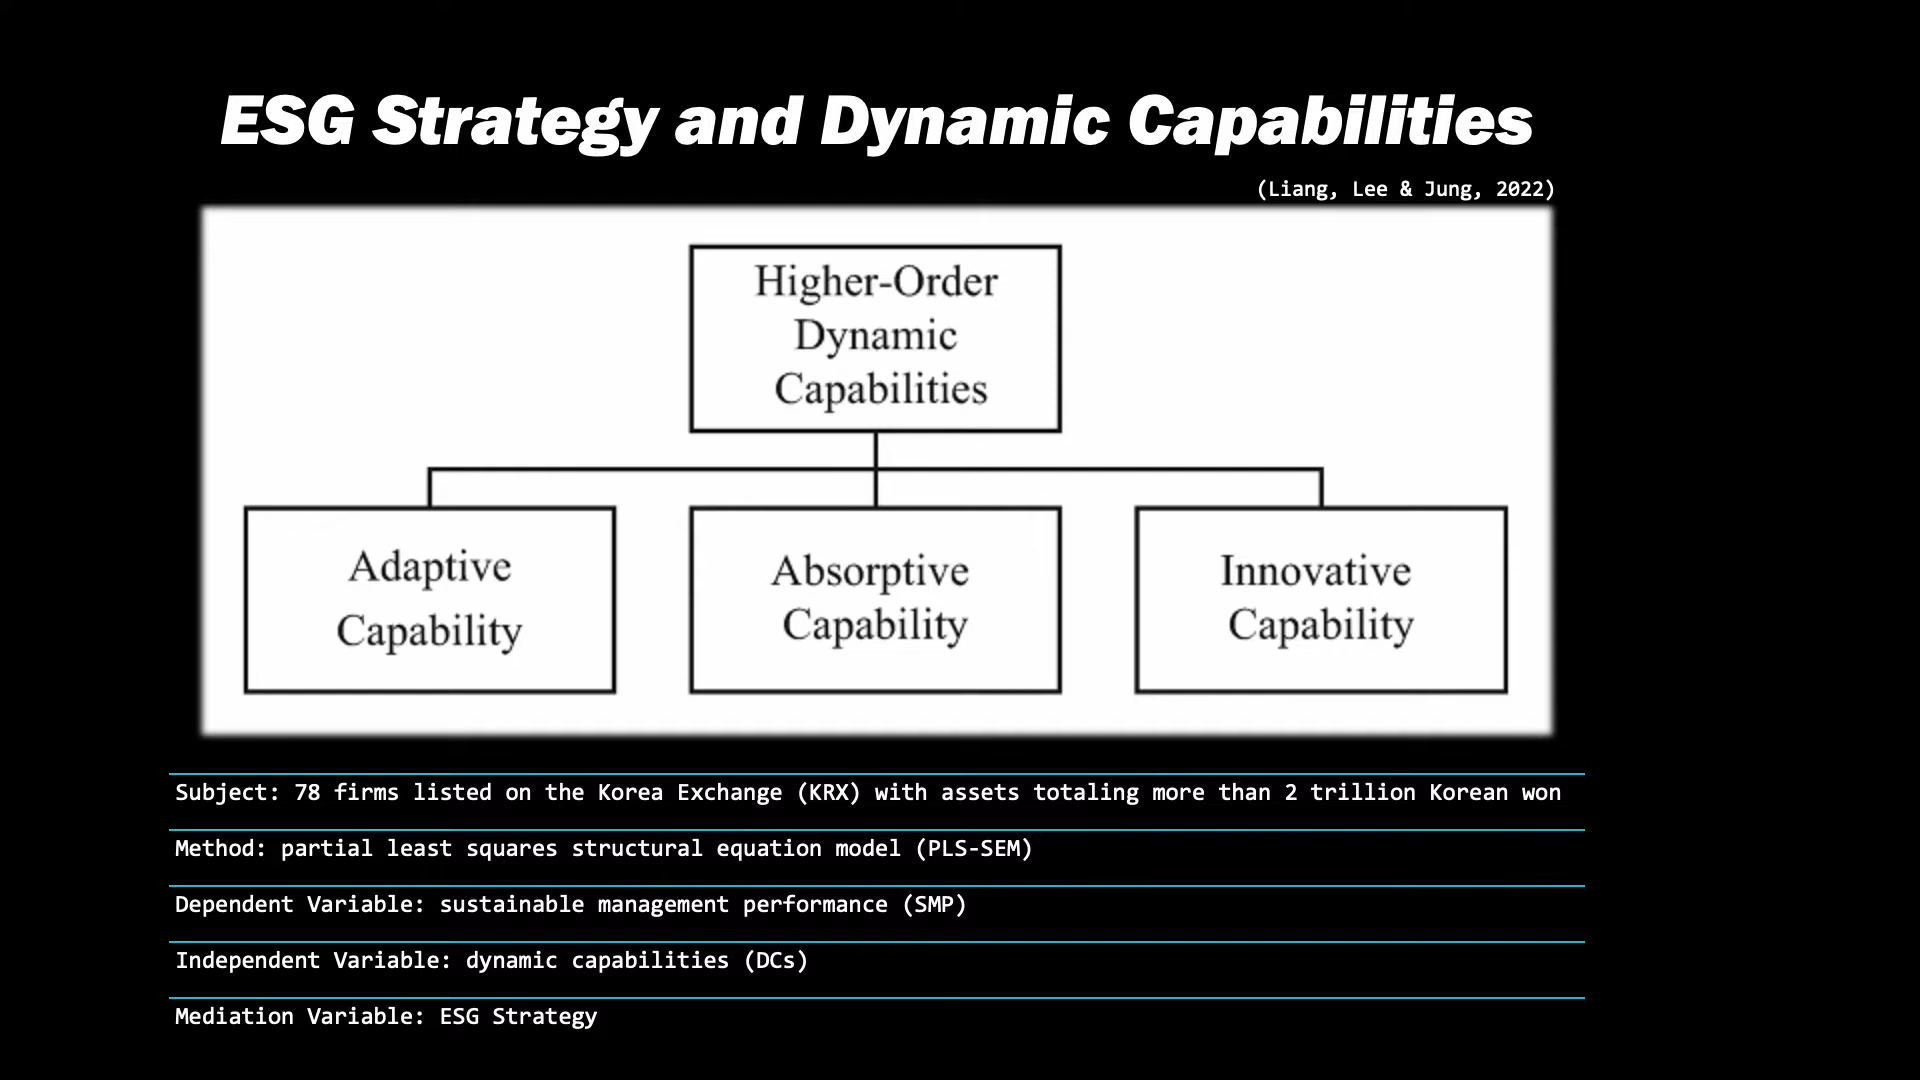 ESG Strategy and Dynamic Capabilities
(Liang, Lee & Jung, 2022)
Higher-Order
Dynamic
Capabilities
Adaptive
Capability
Absorptive
Capability
Innovative
Capability
Subject: 78 firms listed on the Korea Exchange (KRX) with assets totaling more than 2 trillion Korean won
Method: partial least squares structural equation model (PLS-SEM)
Dependent Variable: sustainable management performance (SMP)
Independent Variable: dynamic capabilities (DCs)
Mediation Variable: ESG Strategy